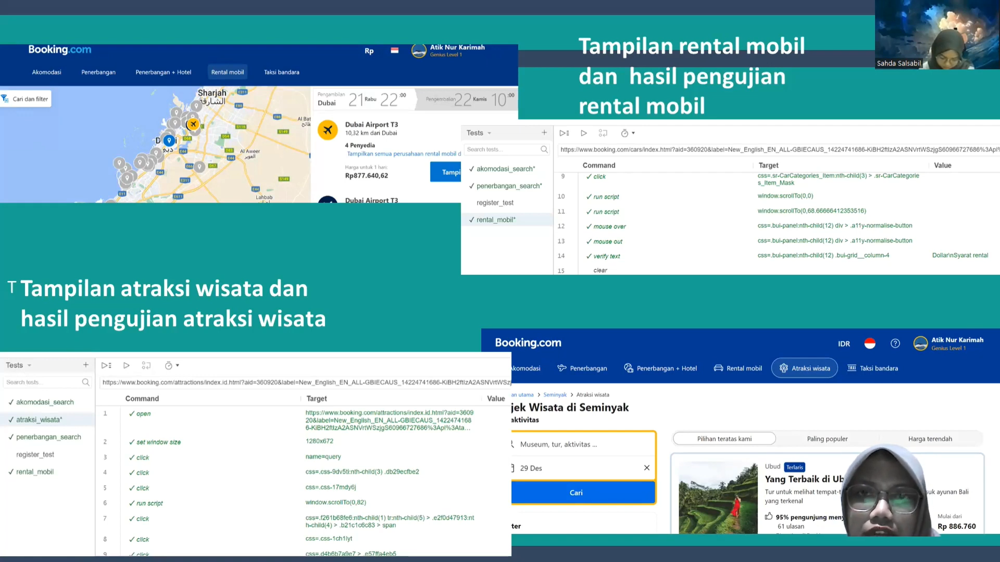 Booking.com
Rp
Atik Nur Karimah
Genius Level 1
Akomodasi
Penerbangan
Penerbangan + Hotel
Rental mobil
Taksi bandara
Cari dan filter
Sharjah
الشارقة
Al Aweer
العوير
Lahbab
دبي
Pengambilan
Dubai
21 Rabu 22 :00
Pengembalian
22 Kamis 10 :00
Dubai Airport T3
10,32 km dari Dubai
4 Penyedia
Tampilkan semua perusahaan rental mobil d
Harga untuk 1 hari:
Rp877.640,62
Tampi
Dubai Airport T3
Tampilan rental mobil
dan hasil pengujian
rental mobil
Sahda Salsabil
Tests
Search tests...
akomodasi_search*
penerbangan_search*
register_test
rental_mobil*
https://www.booking.com/cars/index.html?aid=360920&label=New_English_EN_ALL-GBIECAUS_14224741686-KiBH2ftIzA2ASNVrtWSzjgS60966727686%3Apl%
Command Target Value
9 ✓ click css=.sr-CarCategories_Item:nth-child(3) > .sr-CarCategorie
s_Item_Mask
10 ✓ run script window.scrollTo(0,0)
11 ✓ run script window.scrollTo(0,68.66666412353516)
12 ✓ mouse over css=.bui-panel:nth-child(12) div > .a11y-normalise-button
13 ✓ mouse out css=.bui-panel:nth-child(12) div > .a11y-normalise-button
14 ✓ verify text css=.bui-panel:nth-child(12) .bui-grid__column-4 Dollar\nSyarat rental
15 clear
T
Tampilan atraksi wisata dan
hasil pengujian atraksi wisata
Tests
Search tests...
akomodasi_search
atraksi_wisata*
penerbangan_search
register_test
rental_mobil
https://www.booking.com/attractions/index.id.html?aid=360920&label=New_English_EN_ALL-GBIECAUS_14224741686-KiBH2ftIzA2ASNVrtWSzj
Command Target Value
1 ✓ open https://www.booking.com/attractions/index.id.html?aid=3609
20&label=New_English_EN_ALL-GBIECAUS_1422474168
6-KiBH2ftIzA2ASNVrtWSzjgS60966727686%3Apl%3Ata...
2 ✓ set window size 1280x672
3 ✓ click name=query
4 ✓ click css=.css-9dv5ti:nth-child(3) .db29ecfbe2
5 ✓ click css=.css-17mdy6j
6 ✓ run script window.scrollTo(0,82)
7 ✓ click css=.f261b68fe6:nth-child(1) tr:nth-child(5) > .e2f0d47913:nt
h-child(4) > .b21c1c6c83 > span
8 ✓ click css=.css-1ch1lyt
9 ✓ click css=.d4b6b7a9e7 > .e57ffa4eb5
Booking.com
IDR
Atik Nur Karimah
Genius Level 1
komodasi
Penerbangan
Penerbangan + Hotel
Rental mobil
Atraksi wisata
TAXI
Taksi bandara
an utama > Seminyak > Atraksi wisata
jek Wisata di Seminyak
aktivitas
Museum, tur, aktivitas ...
29 Des
Cari
ter
Pilihan teratas kami
Paling populer
Harga terendah
Ubud Terlaris
Yang Terbaik di Ub
Tur untuk melihat tempat-t suk ayunan Bali
yang terkenal
95% pengunjung meny
61 ulasan
Mulai dari
Rp 886.760